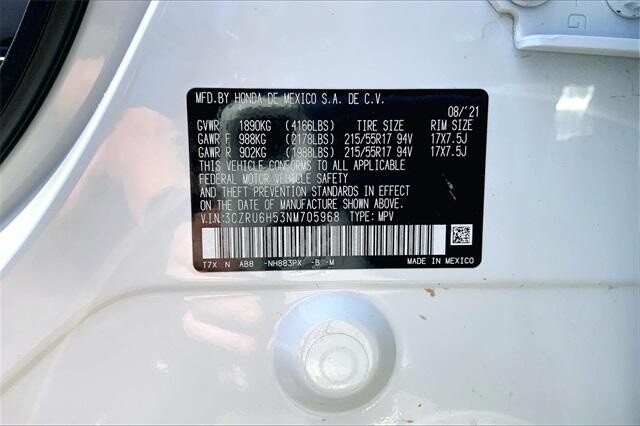 G
MFD.BY HONDA DE MEXICO S.A. DE C.V.
08/'21
GVWR 1890KG (4166LBS) TIRE SIZE RIM SIZE
GAWR F 988KG (2178LBS) 215/55R17 94V 17X7.5J
GAWR R 902KG (1988LBS) 215/55R17 94V 17X7.5J
THIS VEHICLE CONFORMS TO ALL APPLICABLE
FEDERAL MOTOR VEHICLE SAFETY
AND THEFT PREVENTION STANDARDS IN EFFECT
ON THE DATE OF MANUFACTURE SHOWN ABOVE.
V.IN:3CZRU6H53NM705968 TYPE: MPV
T7X N AB8 -NH883PX -B -M MADE IN MEXICO